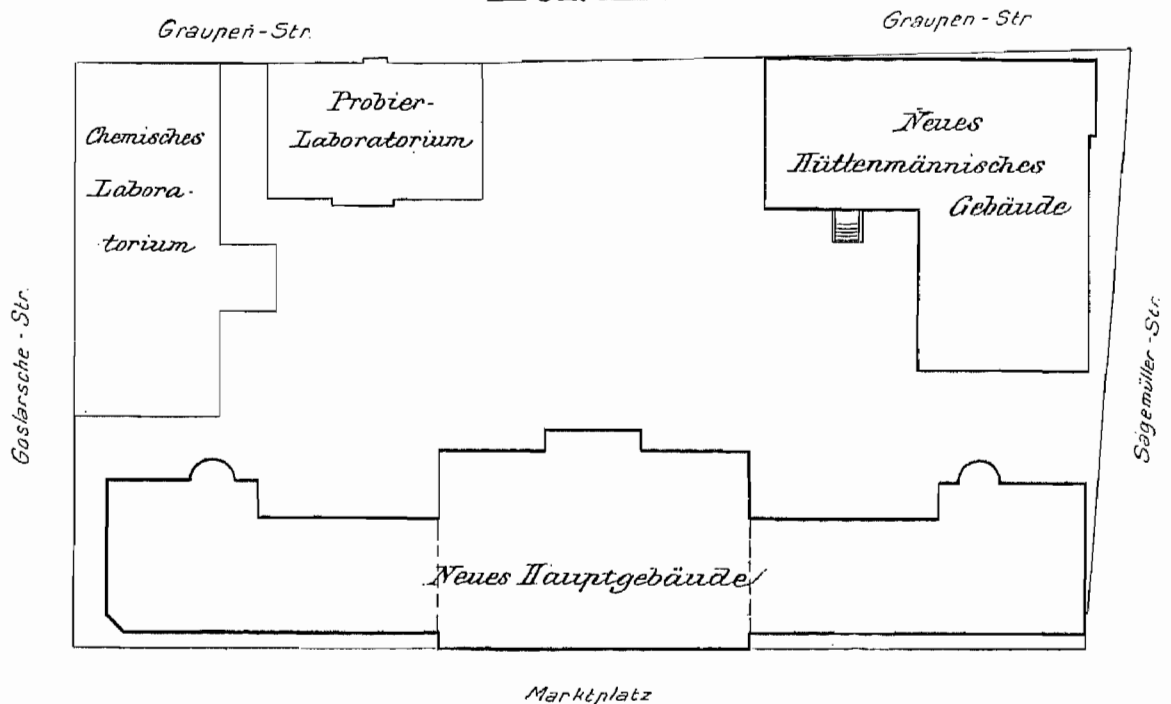 Graupen-Str.
Graupen-Str
Chemisches
Labora-
torium
Probier-
Laboratorium
Neues
Hüttenmännisches
Gebäude
Goslarsche-Str.
Sägemüller-Str.
Neues Hauptgebäude
Marktplatz